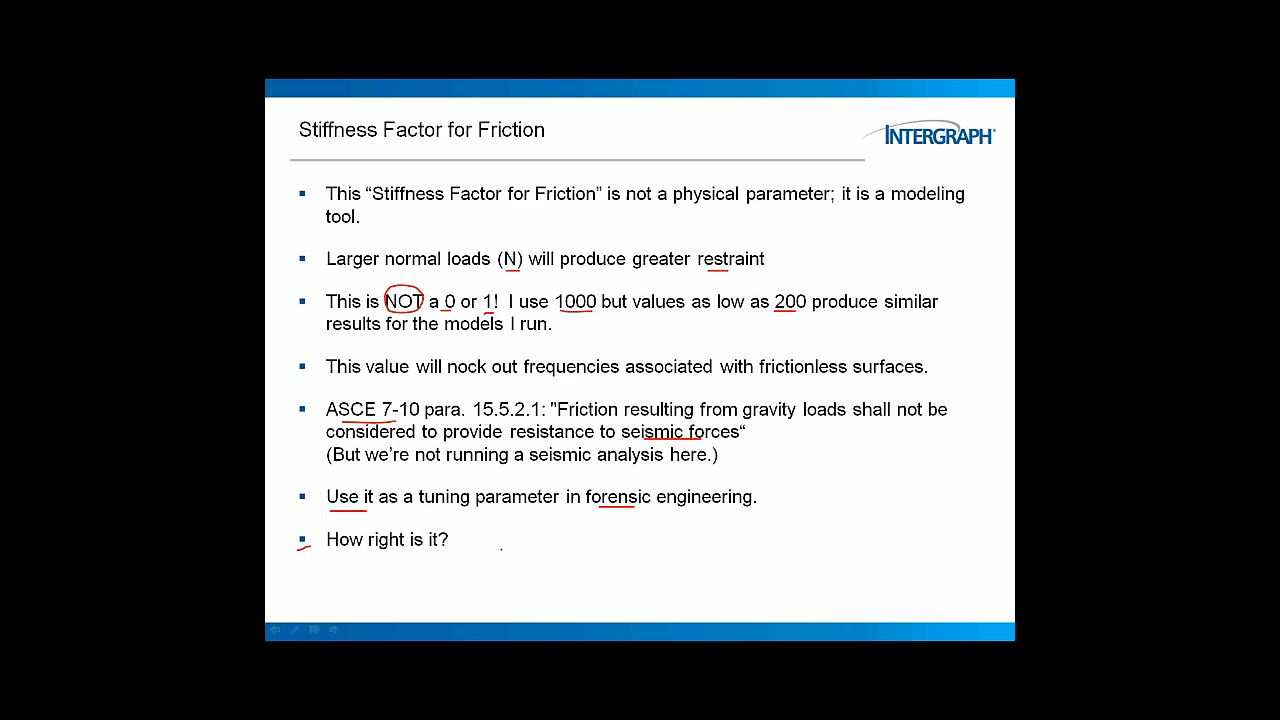 Stiffness Factor for Friction
INTERGRAPH
This “Stiffness Factor for Friction” is not a physical parameter; it is a modeling
tool.
Larger normal loads (N) will produce greater restraint
This is NOT a 0 or 1! I use 1000 but values as low as 200 produce similar
results for the models I run.
This value will nock out frequencies associated with frictionless surfaces.
ASCE 7-10 para. 15.5.2.1: "Friction resulting from gravity loads shall not be
considered to provide resistance to seismic forces“
(But we’re not running a seismic analysis here.)
Use it as a tuning parameter in forensic engineering.
How right is it?